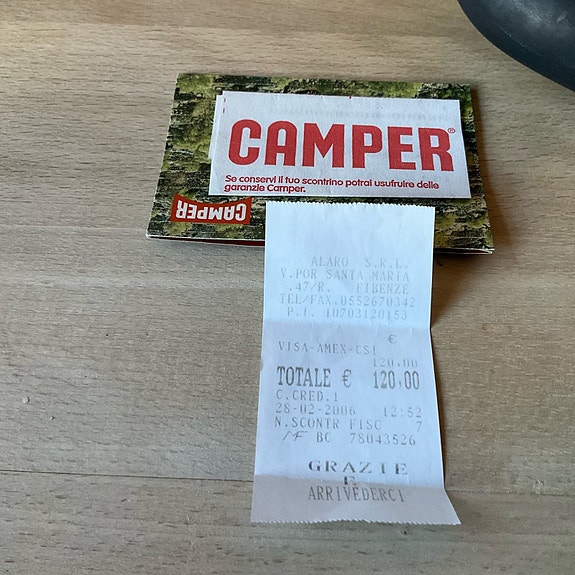 CAMPER®
Se conservi il tuo scontrino potrai usufruire delle
garanzie Camper.
CAMPER
ALARO S.R.L.
V.POR SANTA MARIA
.47/R. FIRENZE
TEL/FAX.0552670342
P.I. 10703120153
€
VISA-AMEX-CSI
120.00
TOTALE € 120.00
C.CRED.1
28-02-2006 12:52
N.SCONTR FISC 7
MF BC 78043526
GRAZIE
E
ARRIVEDERCI